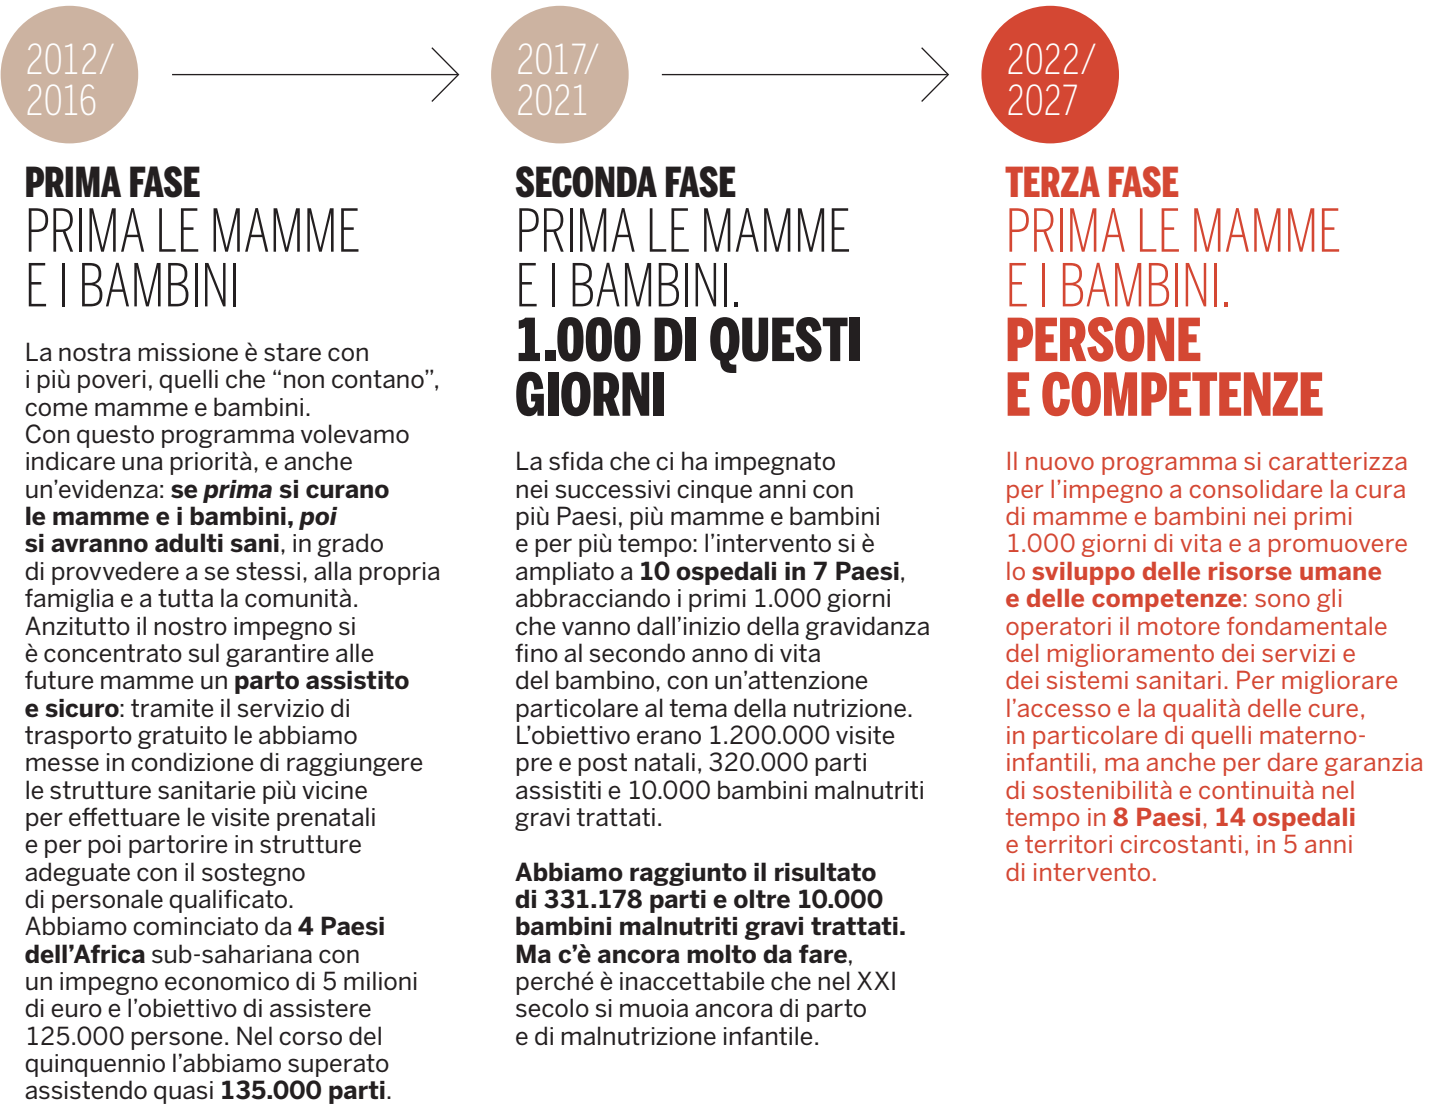 2012/
2016
PRIMA FASE
PRIMA LE MAMME
E I BAMBINI
La nostra missione è stare con
i più poveri, quelli che “non contano”,
come mamme e bambini.
Con questo programma volevamo
indicare una priorità, e anche
un’evidenza: se prima si curano
le mamme e i bambini, poi
si avranno adulti sani, in grado
di provvedere a se stessi, alla propria
famiglia e a tutta la comunità.
Anzitutto il nostro impegno si
è concentrato sul garantire alle
future mamme un parto assistito
e sicuro: tramite il servizio di
trasporto gratuito le abbiamo
messe in condizione di raggiungere
le strutture sanitarie più vicine
per effettuare le visite prenatali
e per poi partorire in strutture
adeguate con il sostegno
di personale qualificato.
Abbiamo cominciato da 4 Paesi
dell’Africa sub-sahariana con
un impegno economico di 5 milioni
di euro e l’obiettivo di assistere
125.000 persone. Nel corso del
quinquennio l’abbiamo superato
assistendo quasi 135.000 parti.
2017/
2021
SECONDA FASE
PRIMA LE MAMME
E I BAMBINI.
1.000 DI QUESTI
GIORNI
La sfida che ci ha impegnato
nei successivi cinque anni con
più Paesi, più mamme e bambini
e per più tempo: l’intervento si è
ampliato a 10 ospedali in 7 Paesi,
abbracciando i primi 1.000 giorni
che vanno dall’inizio della gravidanza
fino al secondo anno di vita
del bambino, con un’attenzione
particolare al tema della nutrizione.
L’obiettivo erano 1.200.000 visite
pre e post natali, 320.000 parti
assistiti e 10.000 bambini malnutriti
gravi trattati.
Abbiamo raggiunto il risultato
di 331.178 parti e oltre 10.000
bambini malnutriti gravi trattati.
Ma c’è ancora molto da fare,
perché è inaccettabile che nel XXI
secolo si muoia ancora di parto
e di malnutrizione infantile.
2022/
2027
TERZA FASE
PRIMA LE MAMME
E I BAMBINI.
PERSONE
E COMPETENZE
Il nuovo programma si caratterizza
per l’impegno a consolidare la cura
di mamme e bambini nei primi
1.000 giorni di vita e a promuovere
lo sviluppo delle risorse umane
e delle competenze: sono gli
operatori il motore fondamentale
del miglioramento dei servizi e
dei sistemi sanitari. Per migliorare
l’accesso e la qualità delle cure,
in particolare di quelli materno-
infantili, ma anche per dare garanzia
di sostenibilità e continuità nel
tempo in 8 Paesi, 14 ospedali
e territori circostanti, in 5 anni
di intervento.